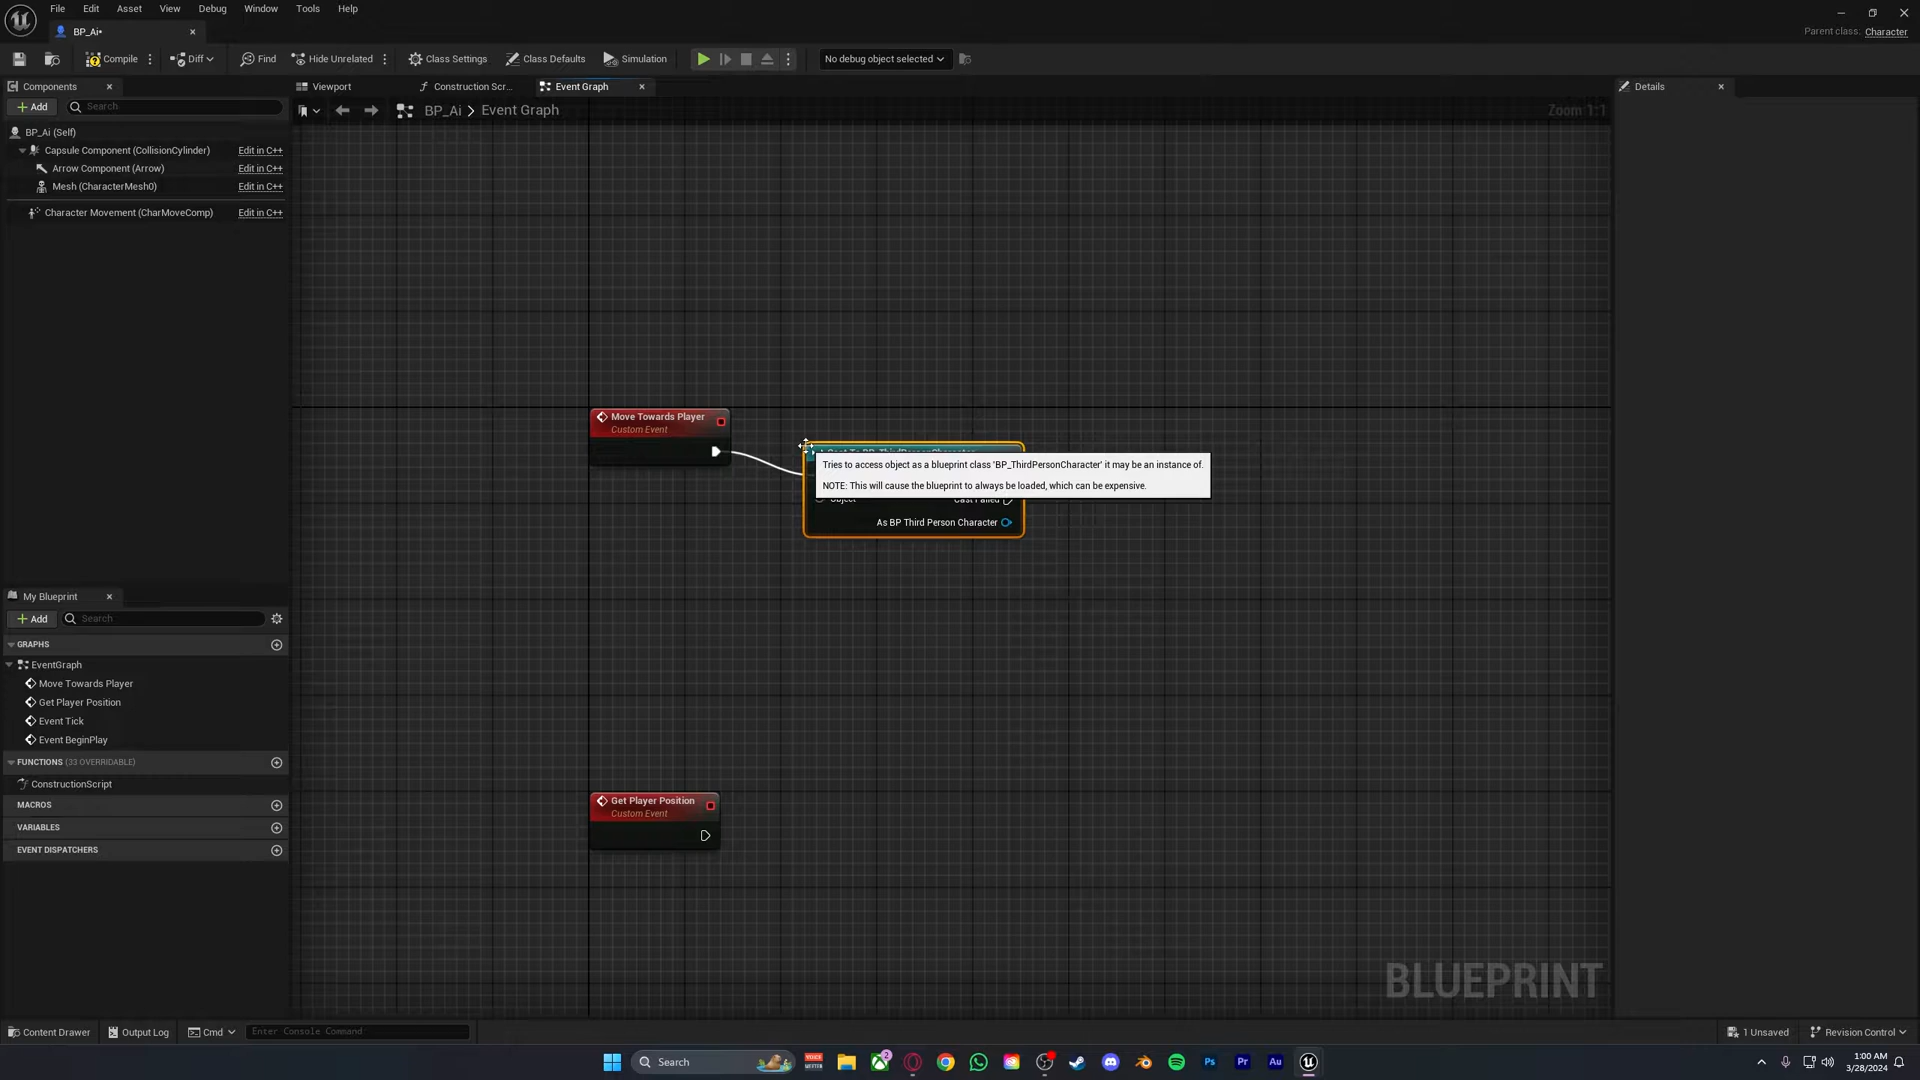 File Edit Asset View Debug Window Tools Help
BP_Ai•
Parent class: Character
Compile Diff Find Hide Unrelated Class Settings Class Defaults Simulation No debug object selected
Components
Viewport Construction Scr... Event Graph
Details
Add Search
BP_Ai > Event Graph
Zoom 1:1
BP_Ai (Self)
Capsule Component (CollisionCylinder) Edit in C++
Arrow Component (Arrow) Edit in C++
Mesh (CharacterMesh0) Edit in C++
Character Movement (CharMoveComp) Edit in C++
Move Towards Player
Custom Event
Tries to access object as a blueprint class 'BP_ThirdPersonCharacter' it may be an instance of.
NOTE: This will cause the blueprint to always be loaded, which can be expensive.
As BP Third Person Character
My Blueprint
Add Search
GRAPHS
EventGraph
Move Towards Player
Get Player Position
Event Tick
Event BeginPlay
FUNCTIONS (33 OVERRIDABLE)
ConstructionScript
MACROS
VARIABLES
EVENT DISPATCHERS
Get Player Position
Custom Event
BLUEPRINT
Content Drawer Output Log Cmd Enter Console Command
1 Unsaved Revision Control
Search
2
Ps Pr Au
1:00 AM
3/28/2024